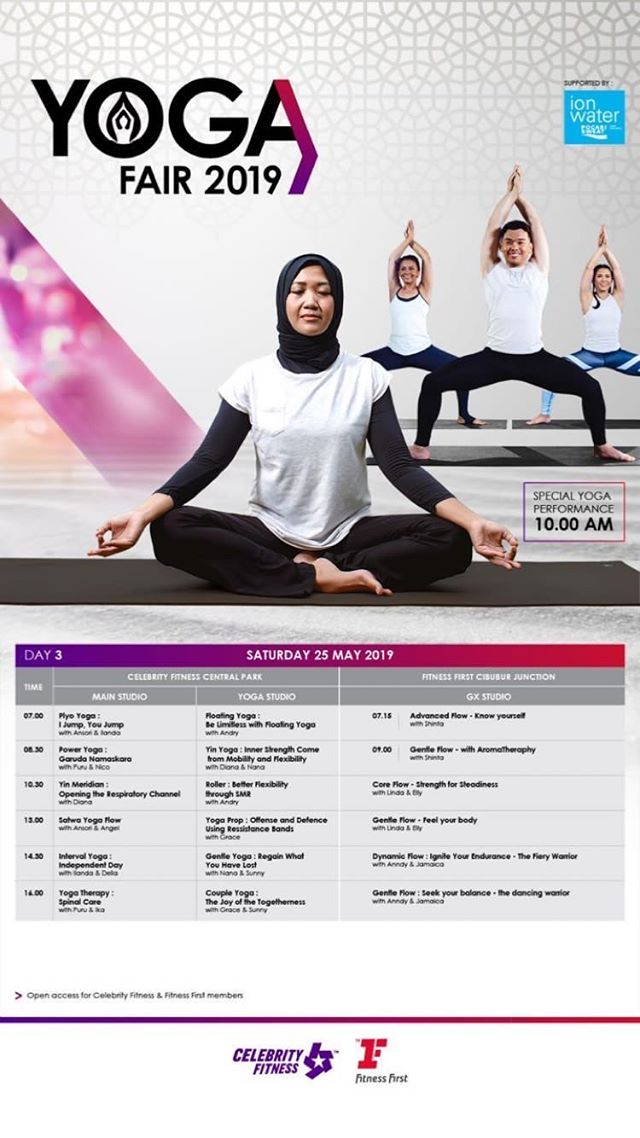 YOGA
FAIR 2019
SUPPORTED BY :
ion
water
POCARI
SWEAT
SPECIAL YOGA
PERFORMANCE
10.00 AM
DAY 3
SATURDAY 25 MAY 2019
TIME
CELEBRITY FITNESS CENTRAL PARK
FITNESS FIRST CIBUBUR JUNCTION
MAIN STUDIO
YOGA STUDIO
GX STUDIO
07.00
Plyo Yoga :
I Jump, You Jump
with Ansori & Ilanda
Floating Yoga :
Be Limitless with Floating Yoga
with Andry
07.15
Advanced Flow - Know yourself
with Shinta
08.30
Power Yoga :
Garuda Namaskara
with Puru & Nico
Yin Yoga : Inner Strength Come
from Mobility and Flexibility
with Diana & Nana
09.00
Gentle Flow - with AromaTheraphy
with Shinta
10.30
Yin Meridian :
Opening the Respiratory Channel
with Diana
Roller : Better Flexibility
through SMR
with Andry
Core Flow - Strength for Steadiness
with Linda & Elly
13.00
Satwa Yoga Flow
with Ansori & Angel
Yoga Prop : Offense and Defence
Using Ressistance Bands
with Grace
Gentle Flow - Feel your body
with Linda & Elly
14.30
Interval Yoga :
Independent Day
with Ilanda & Delia
Gentle Yoga : Regain What
You Have Lost
with Nana & Sunny
Dynamic Flow : Ignite Your Endurance - The Fiery Warrior
with Anndy & Jamaica
16.00
Yoga Therapy :
Spinal Care
with Puru & Ika
Couple Yoga :
The Joy of the Togetherness
with Grace & Sunny
Gentle Flow : Seek your balance - the dancing warrior
with Anndy & Jamaica
> Open access for Celebrity Fitness & Fitness First members
CELEBRITY
FITNESS
Fitness First